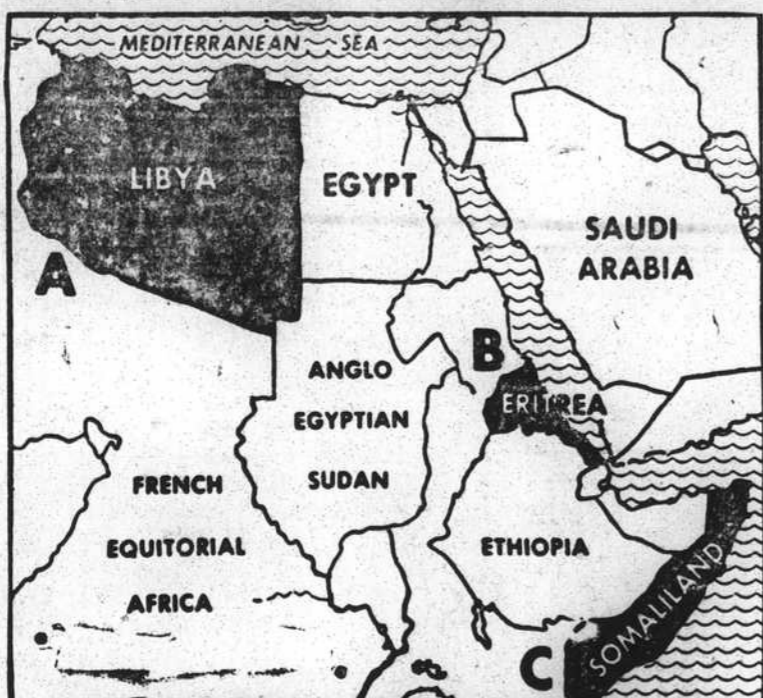 MEDITERRANEAN SEA
LIBYA
EGYPT
SAUDI
ARABIA
A
B
ANGLO
EGYPTIAN
SUDAN
ERITREA
FRENCH
EQUITORIAL
AFRICA
ETHIOPIA
SOMALILAND
C